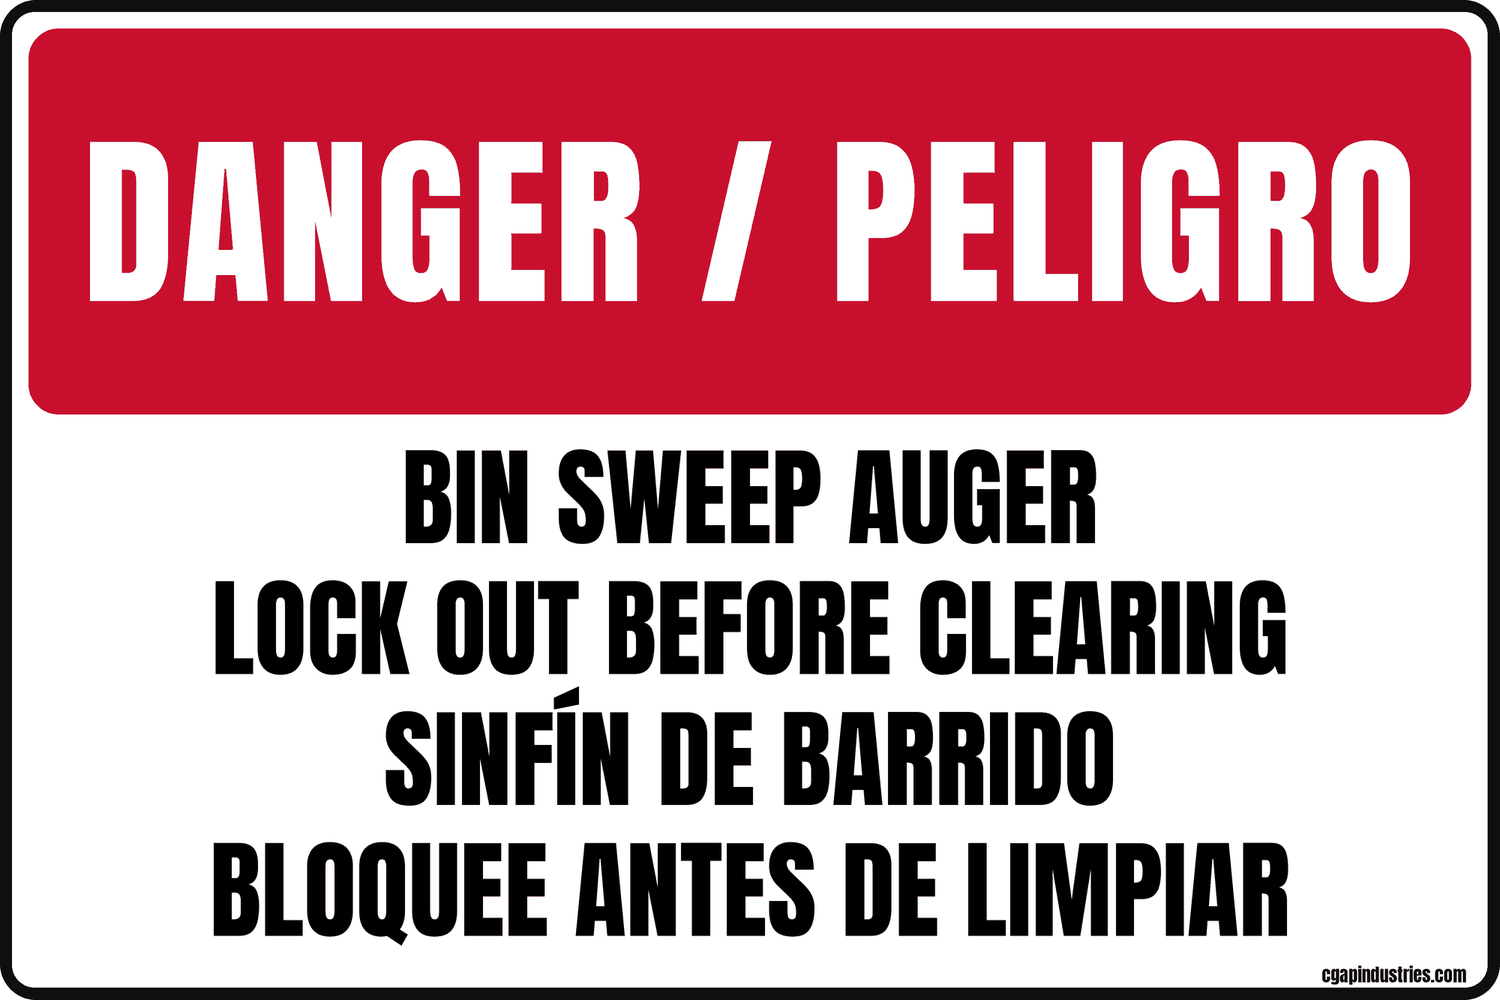 DANGER / PELIGRO
BIN SWEEP AUGER
LOCK OUT BEFORE CLEARING
SINFÍN DE BARRIDO
BLOQUEE ANTES DE LIMPIAR
cgapindustries.com